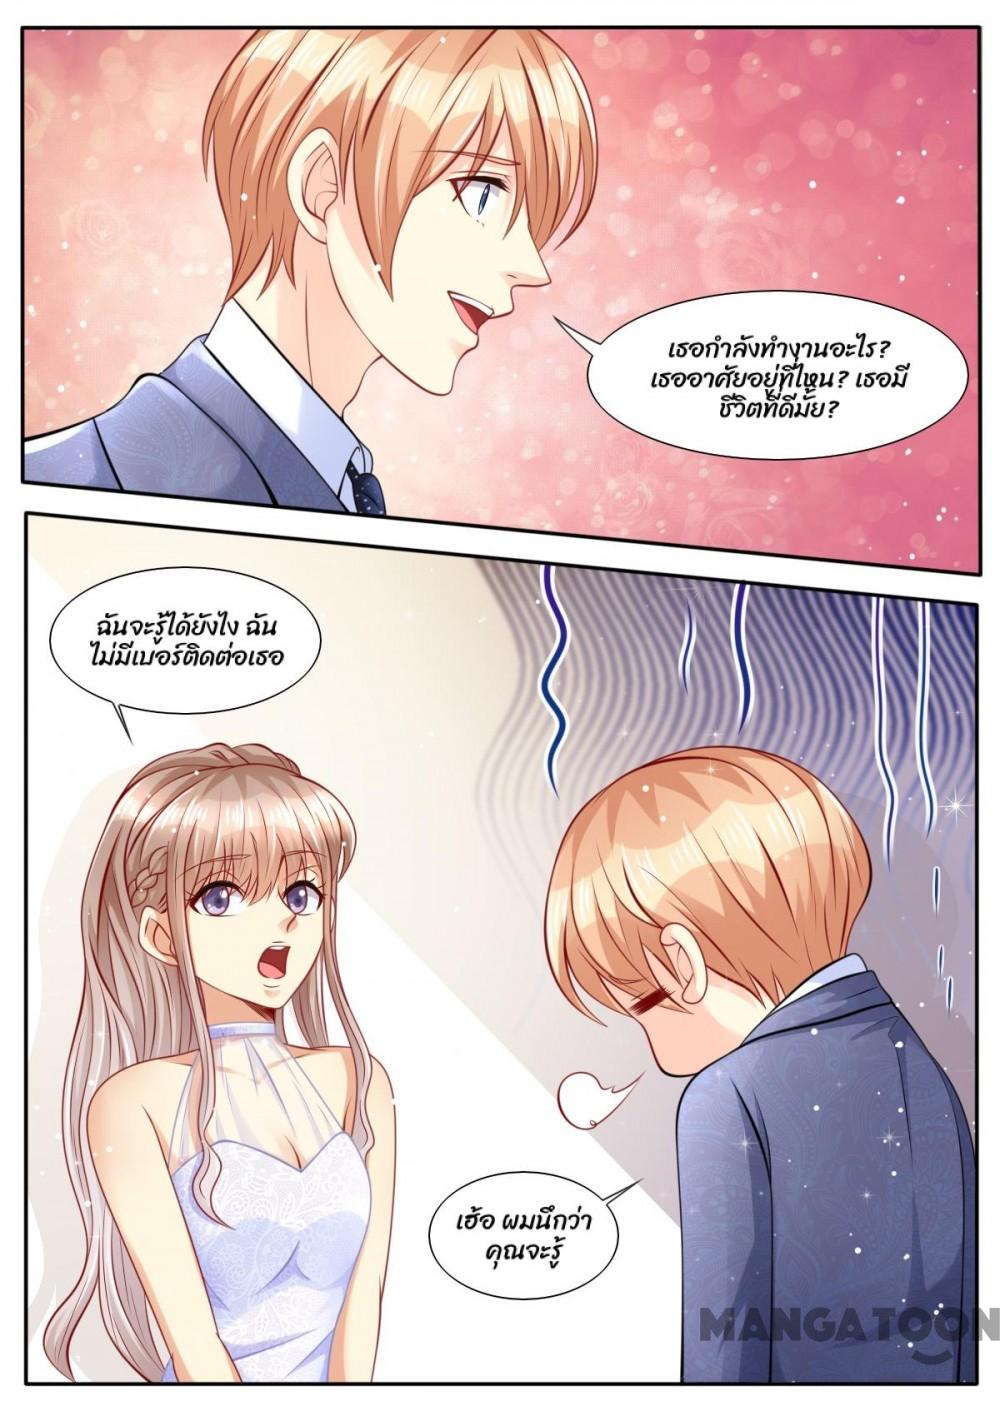 เธอกำลังทำงานอะไร?
เธออาศัยอยู่ที่ไหน? เธอมี
ชีวิตที่ดีมั้ย?
ฉันจะรู้ได้ยังไง ฉัน
ไม่มีเบอร์ติดต่อเธอ
เฮ้อ ผมนึกว่า
คุณจะรู้
MANGATOON